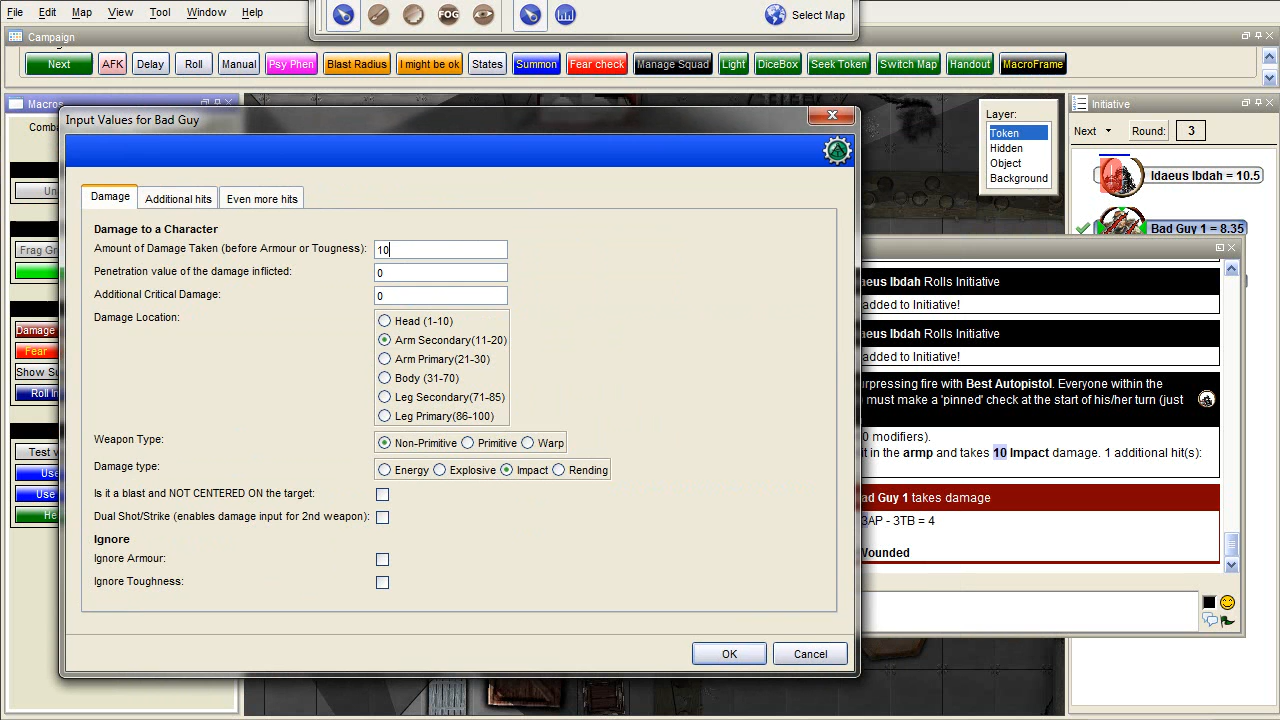 File Edit Map View Tool Window Help
FOG
Select Map
Campaign
Next AFK Delay Roll Manual Psy Phen Blast Radius I might be ok States Summon Fear check Manage Squad Light DiceBox Seek Token Switch Map Handout MacroFrame
Macros
Input Values for Bad Guy
Damage Additional hits Even more hits
Damage to a Character
Amount of Damage Taken (before Armour or Tougness): 10
Penetration value of the damage inflicted: 0
Additional Critical Damage: 0
Damage Location:
Head (1-10)
Arm Secondary(11-20)
Arm Primary(21-30)
Body (31-70)
Leg Secondary(71-85)
Leg Primary(86-100)
Weapon Type: Non-Primitive Primitive Warp
Damage type: Energy Explosive Impact Rending
Is it a blast and NOT CENTERED ON the target:
Dual Shot/Strike (enables damage input for 2nd weapon):
Ignore
Ignore Armour:
Ignore Toughness:
OK Cancel
Comba
Un
Frag Gr
Damage
Fear
Show Su
Roll In
Test v
Use
Use
He
Layer:
Token
Hidden
Object
Background
Initiative
Next Round: 3
Idaeus Ibdah = 10.5
Bad Guy 1 = 8.35
aeus Ibdah Rolls Initiative
added to Initiative!
aeus Ibdah Rolls Initiative
added to Initiative!
urpressing fire with Best Autopistol. Everyone within the
must make a 'pinned' check at the start of his/her turn (just
0 modifiers).
it in the armp and takes 10 Impact damage. 1 additional hit(s):
ad Guy 1 takes damage
3AP - 3TB = 4
Wounded